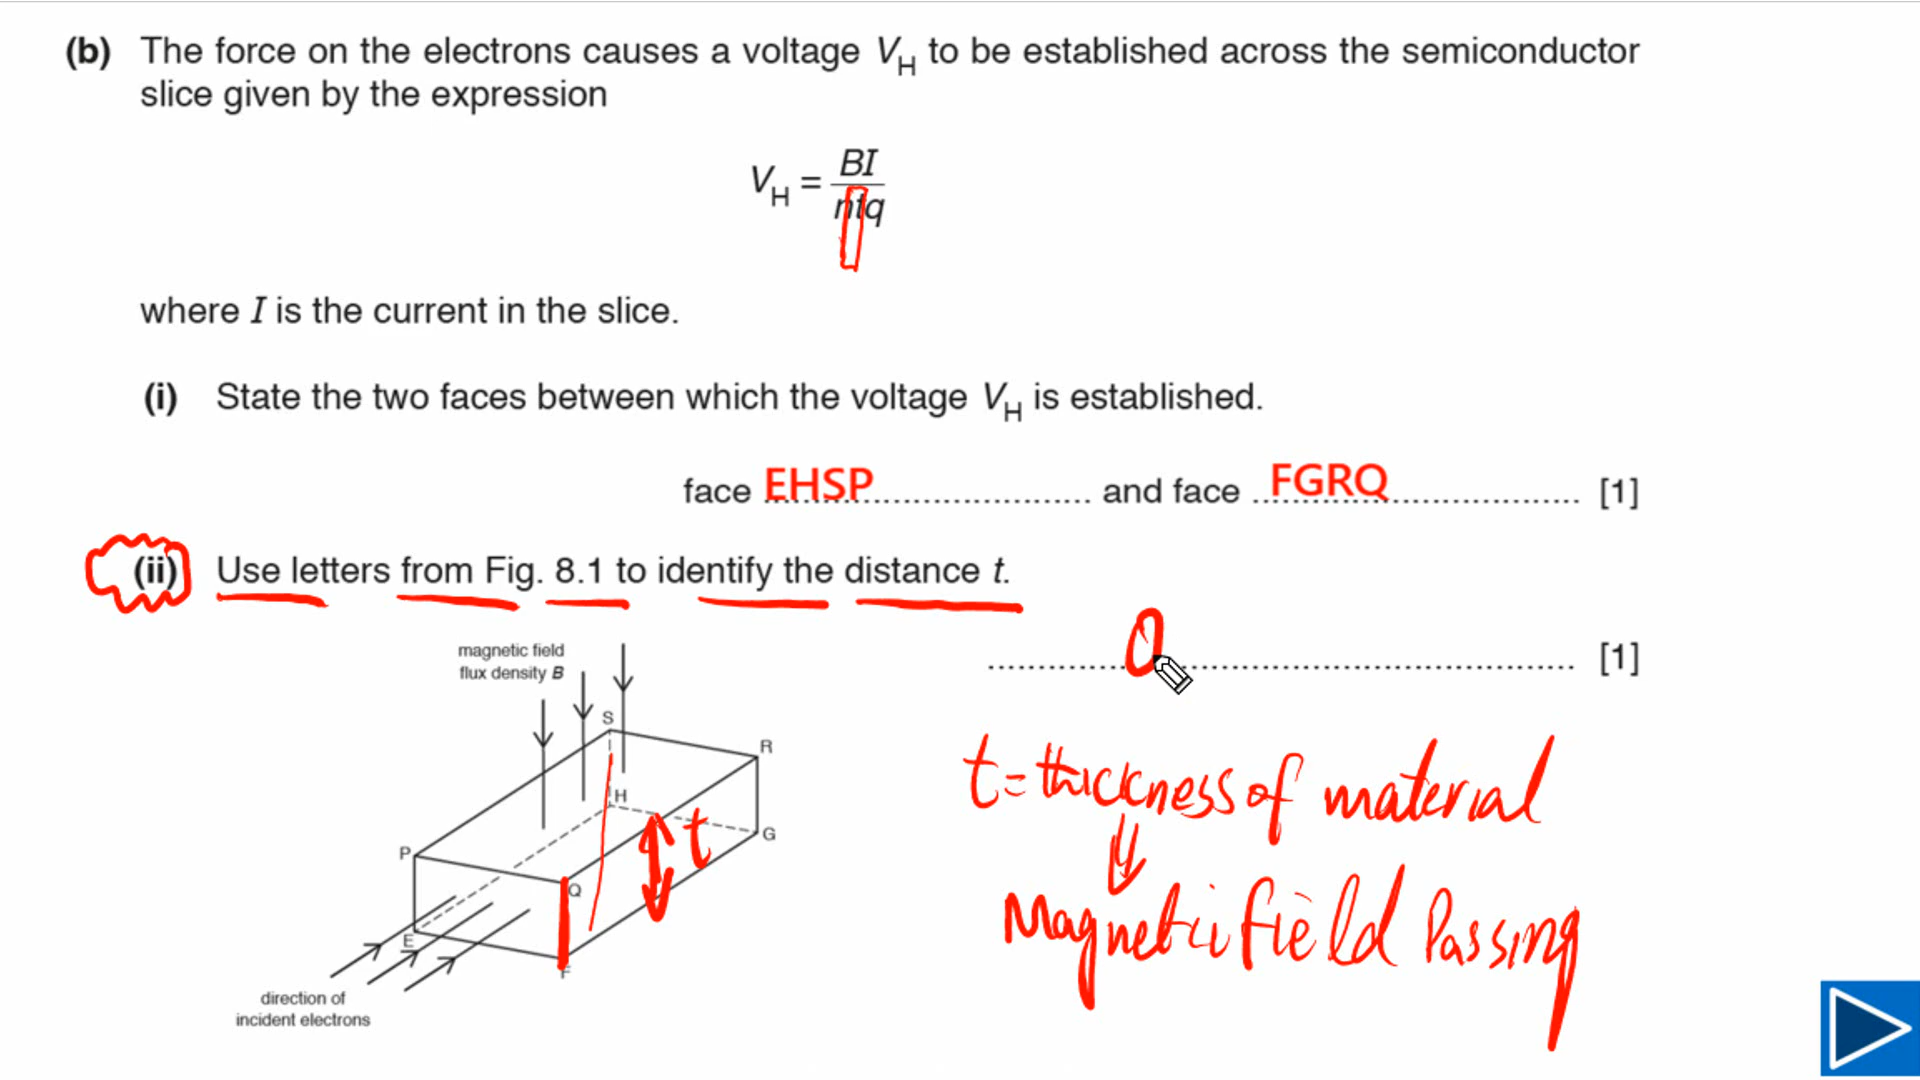 (b) The force on the electrons causes a voltage V_H to be established across the semiconductor
slice given by the expression
V_H = BI / ntq
where I is the current in the slice.
(i) State the two faces between which the voltage V_H is established.
face EHSP and face FGRQ [1]
(ii) Use letters from Fig. 8.1 to identify the distance t.
[1]
magnetic field
flux density B
S
R
H
G
P
Q
E
F
t
direction of
incident electrons
t = thickness of material
Magnetic field Passing